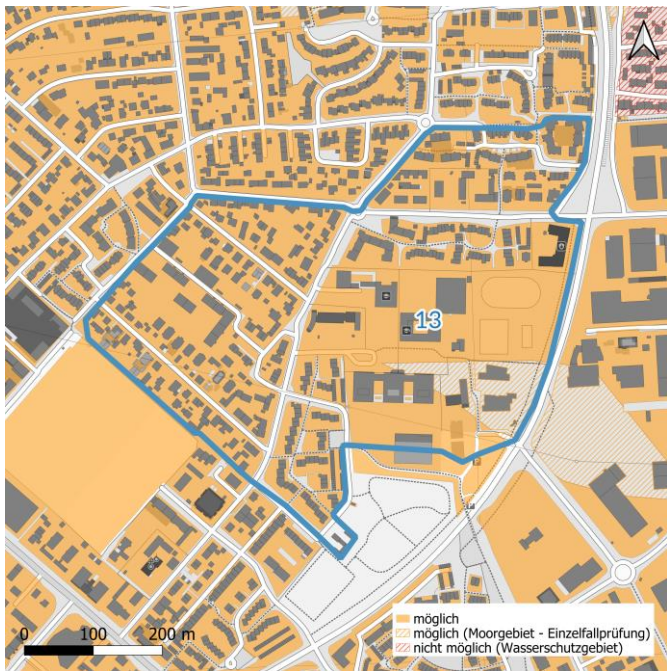 13
0 100 200 m
möglich
möglich (Moorgebiet - Einzelfallprüfung)
nicht möglich (Wasserschutzgebiet)